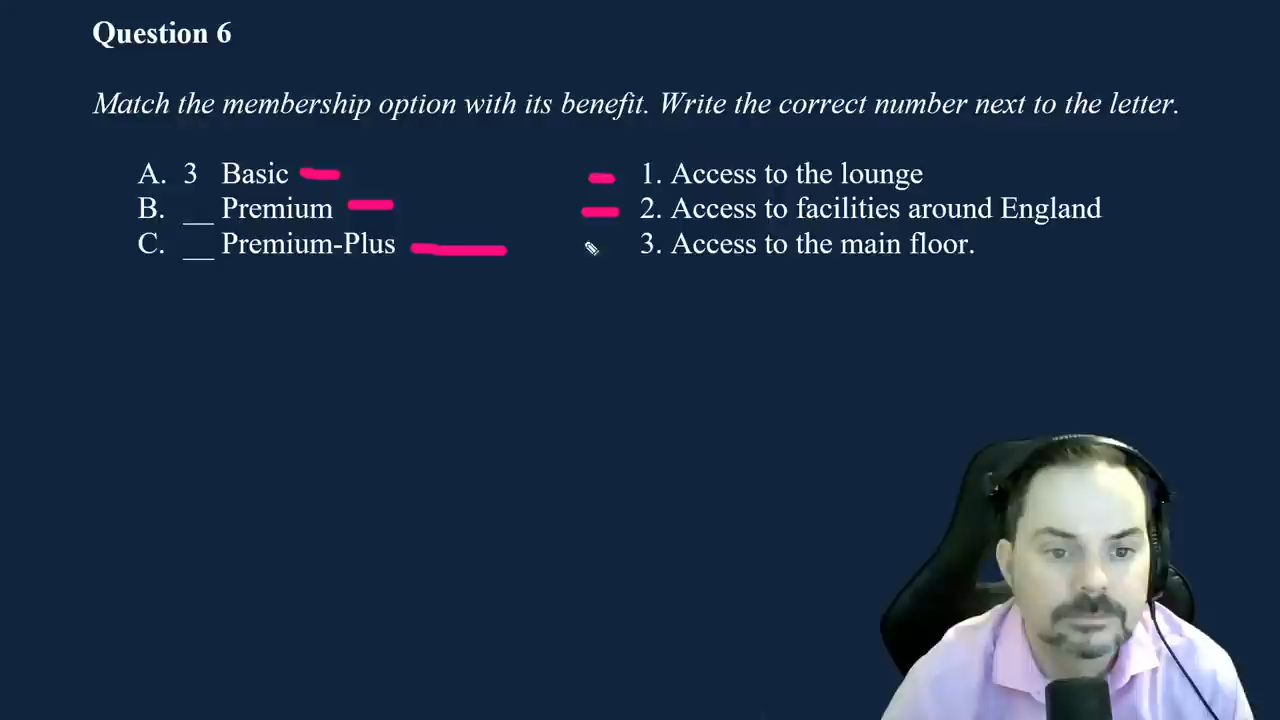 Question 6
Match the membership option with its benefit. Write the correct number next to the letter.
A. 3 Basic 1. Access to the lounge
B. __ Premium 2. Access to facilities around England
C. __ Premium-Plus 3. Access to the main floor.